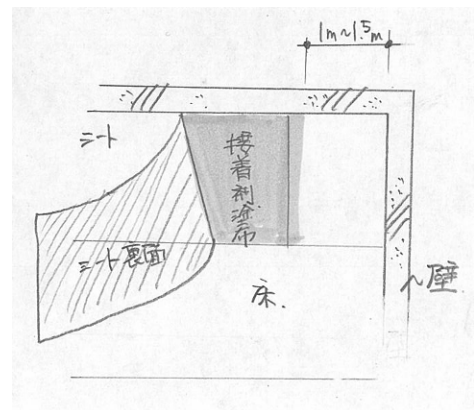 1m~1.5m
シート
接着剤塗布
シート裏面
床.
壁